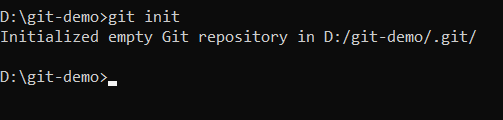 D:\git-demo>git init
Initialized empty Git repository in D:/git-demo/.git/
D:\git-demo>